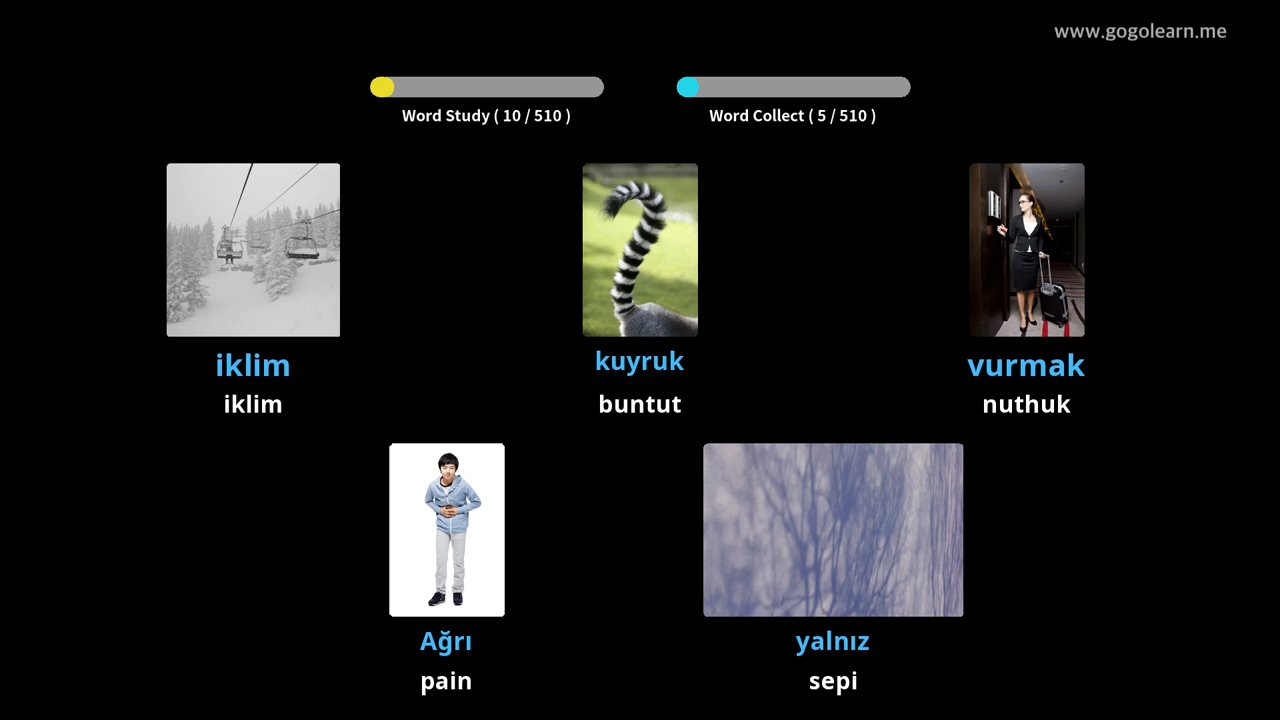 www.gogolearn.me
Word Study ( 10 / 510 )
Word Collect ( 5 / 510 )
iklim
iklim
kuyruk
buntut
vurmak
nuthuk
Ağrı
pain
yalnız
sepi